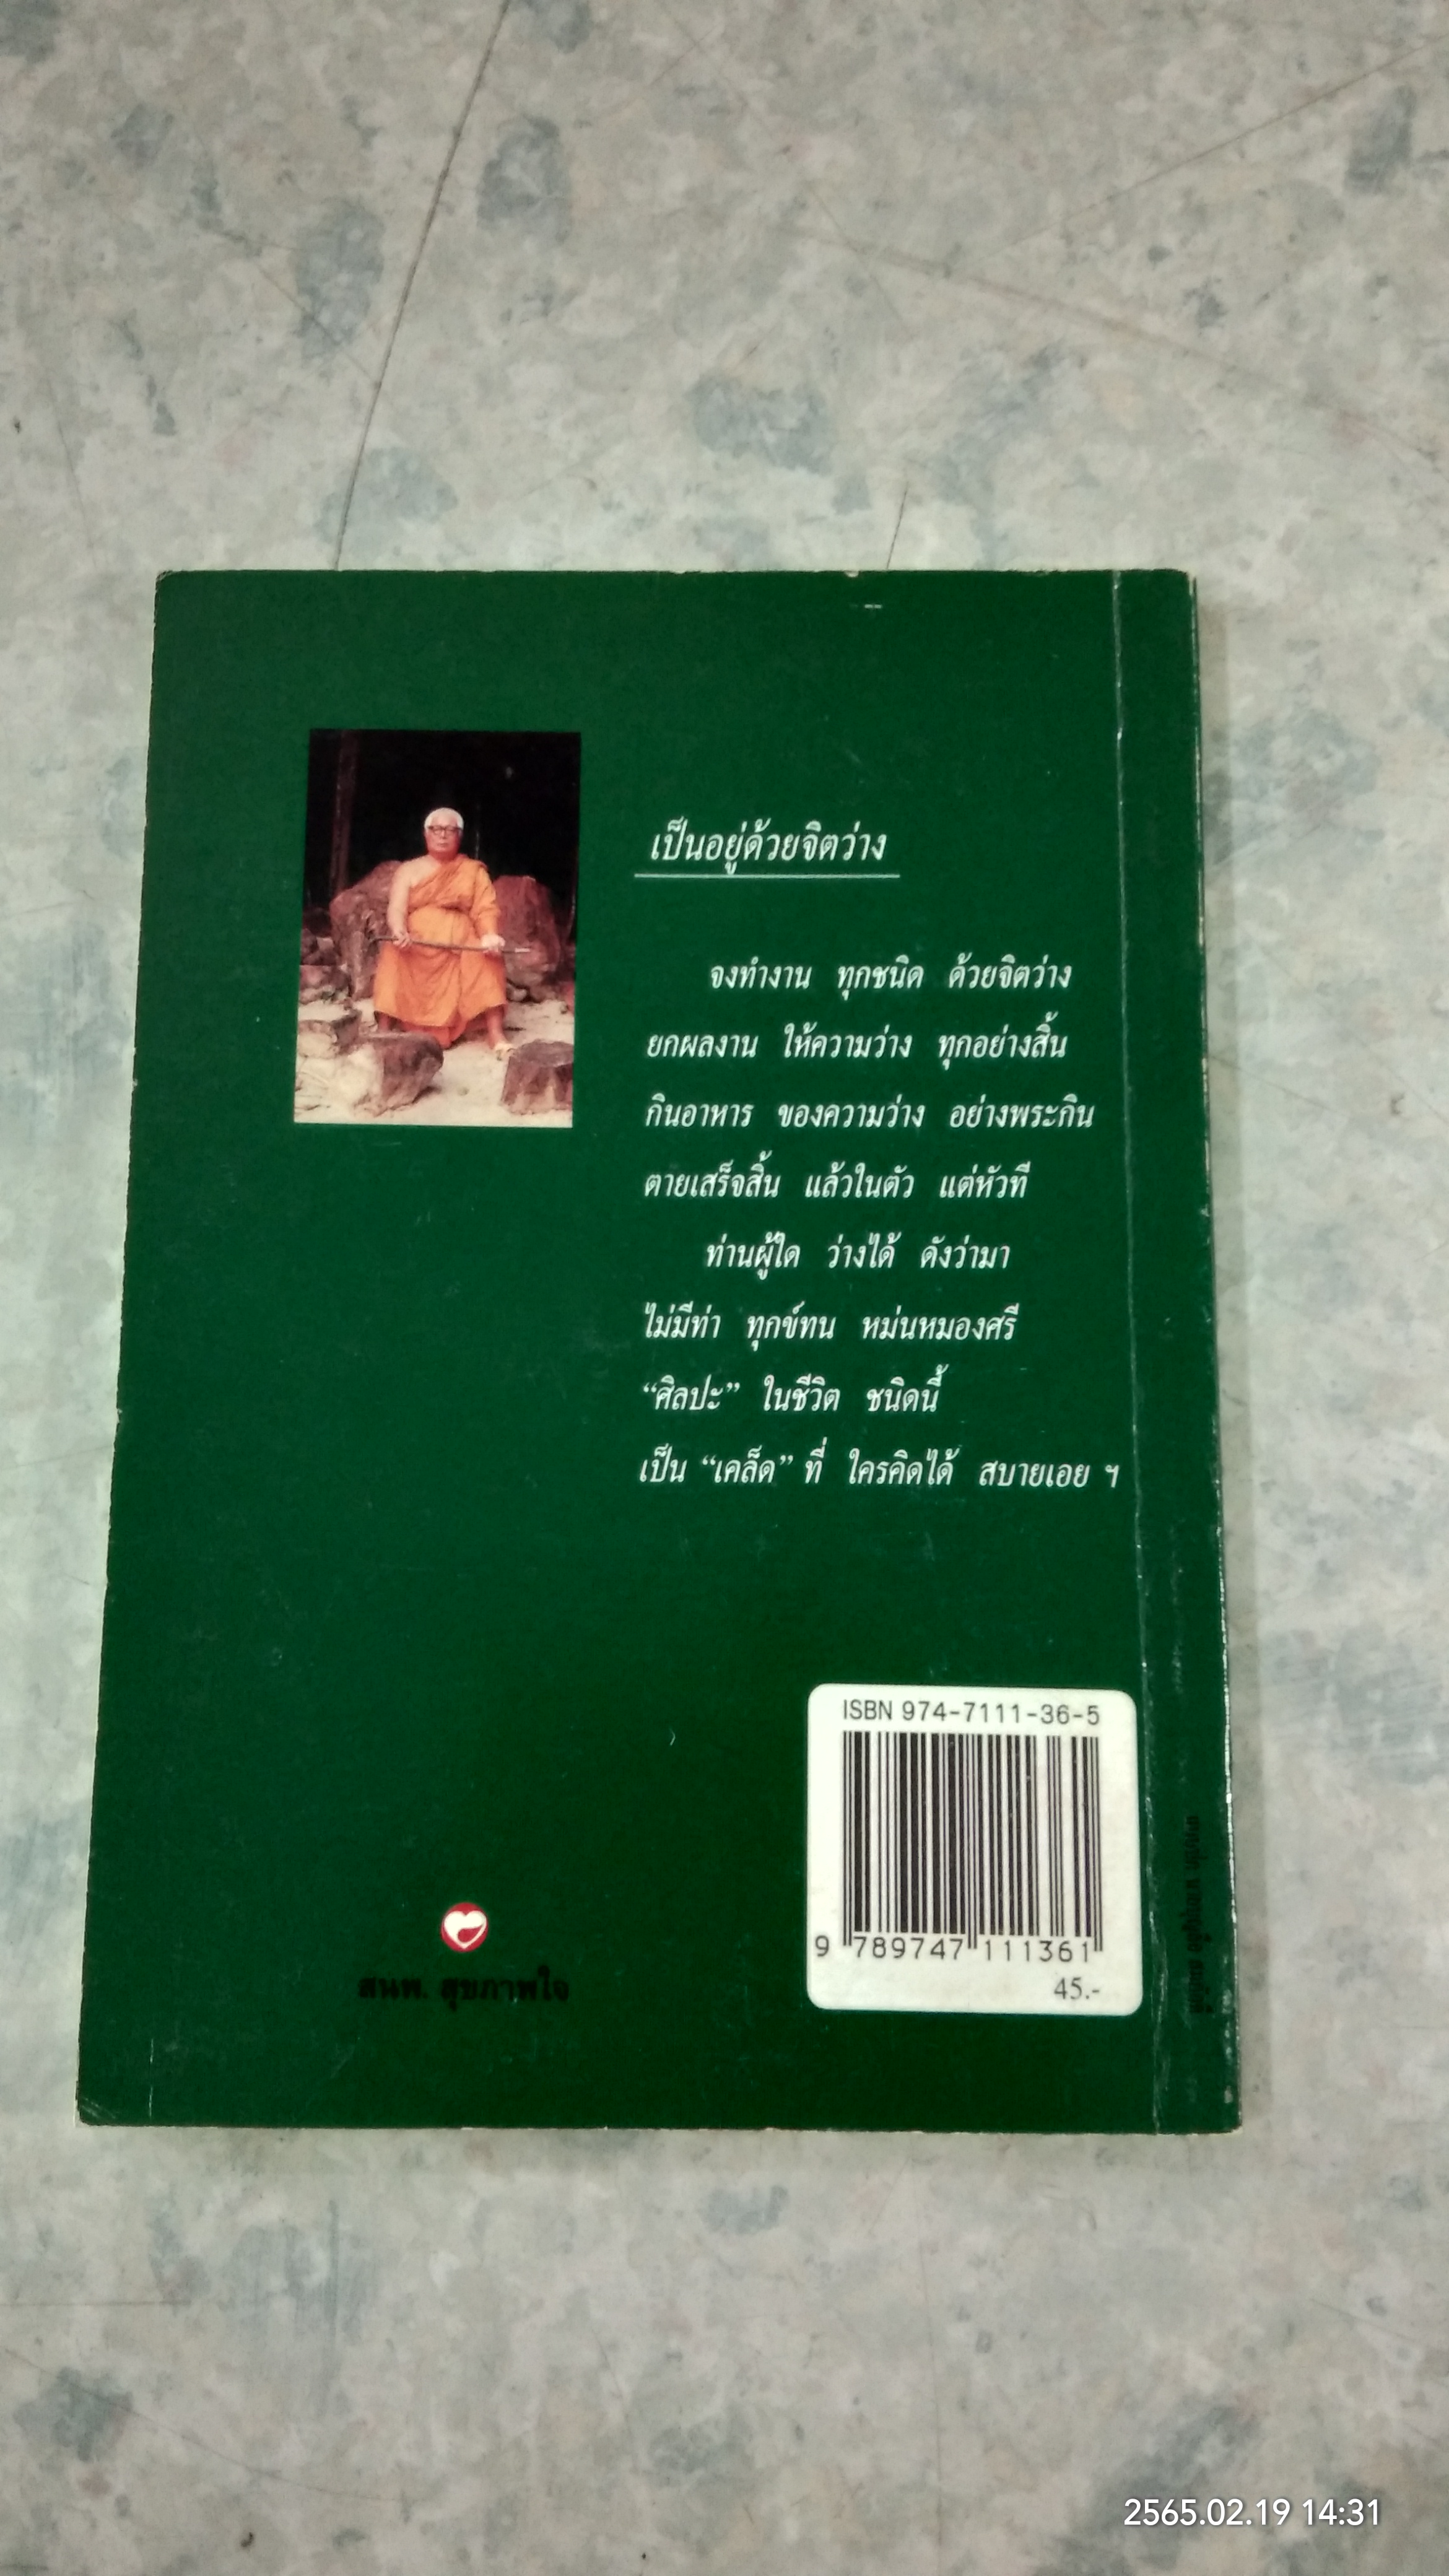 เป็นอยู่ด้วยจิตว่าง
จงทำงาน ทุกชนิด ด้วยจิตว่าง
ยกผลงาน ให้ความว่าง ทุกอย่างสิ้น
กินอาหาร ของความว่าง อย่างพระกิน
ตายเสร็จสิ้น แล้วในตัว แต่หัวที
ท่านผู้ใด ว่างได้ ดังว่ามา
ไม่มีท่า ทุกข์ทน หม่นหมองศรี
“ศิลปะ” ในชีวิต ชนิดนี้
เป็น “เคล็ด” ที่ ใครคิดได้ สบายเอย ฯ
ISBN 974-7111-36-5
9 789747 111361
45.-
สนพ. สุขภาพใจ
2565.02.19 14:31